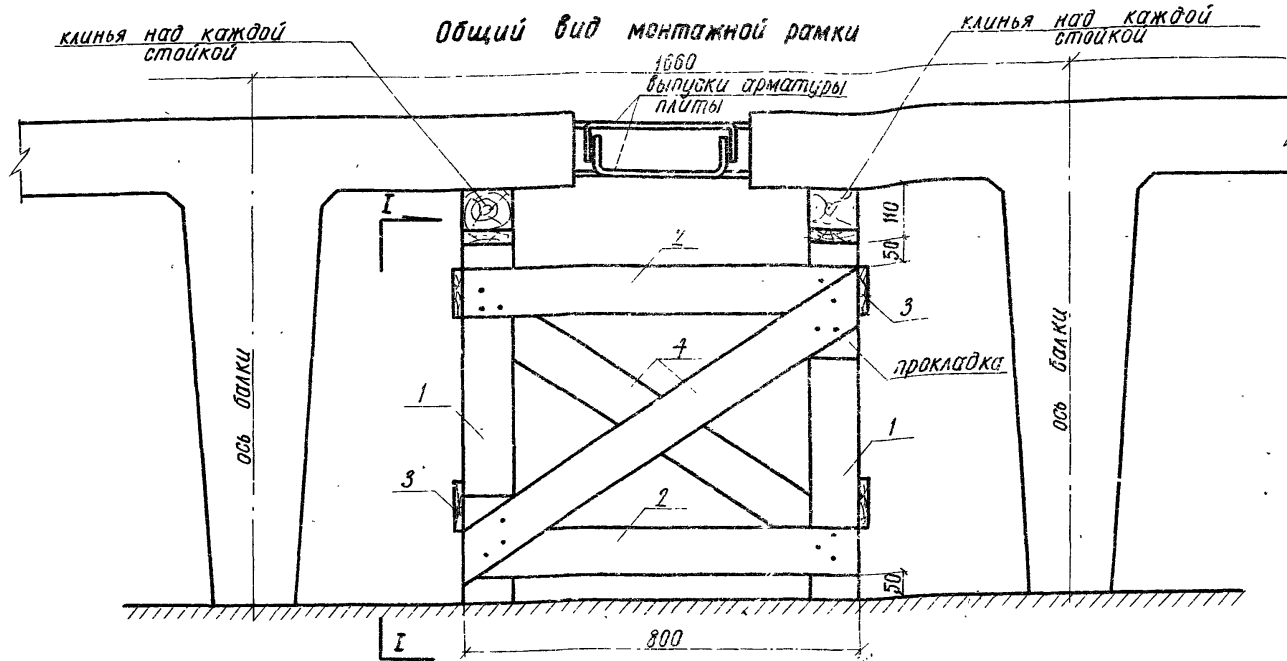 Общий вид монтажной рамки
клинья над каждой
стойкой
клинья над каждой
стойкой
1660
выпуски арматуры
плиты
I
110
50
2
3
4
прокладка
1
1
ось балки
ось балки
3
2
50
I
800